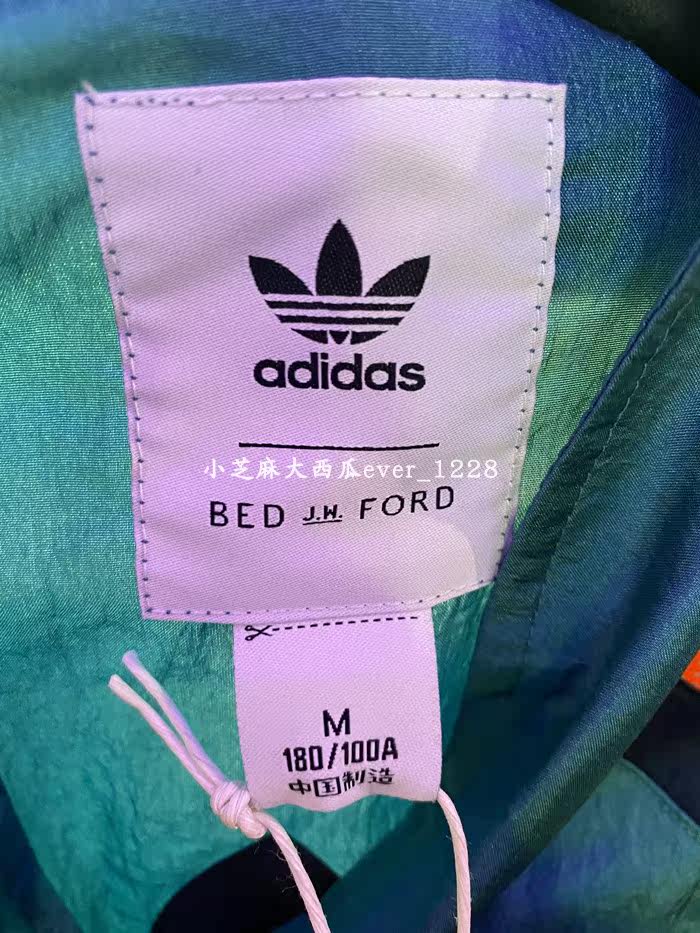 adidas
小芝麻大西瓜ever_1228
BED J.W. FORD
M
180/100A
中国制造